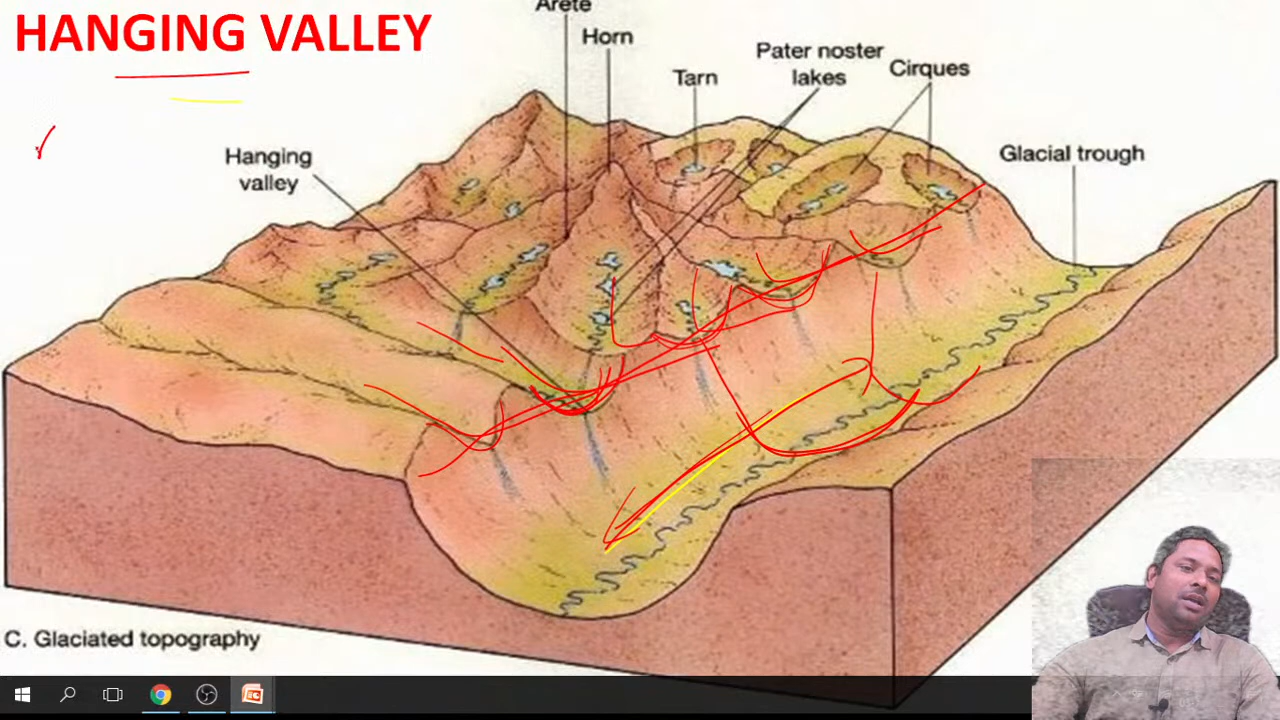 HANGING VALLEY
Arete
Horn
Pater noster
lakes
Cirques
Tarn
Hanging
valley
Glacial trough
C. Glaciated topography